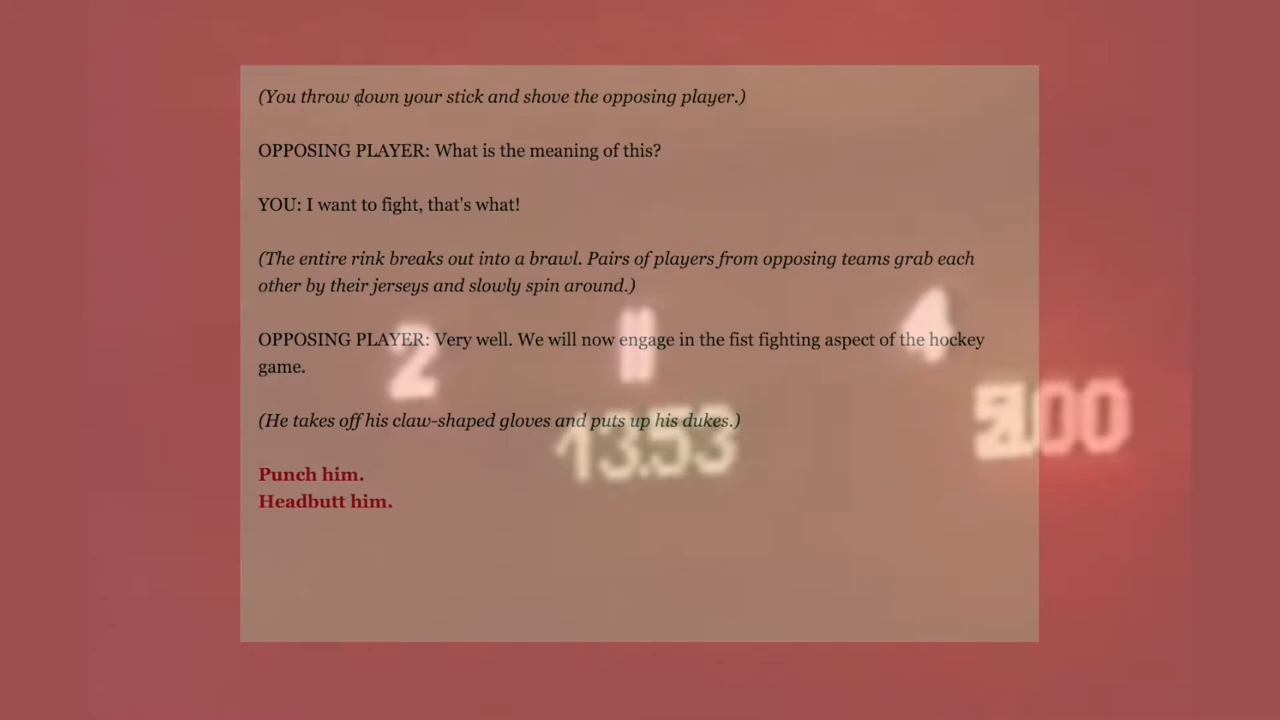 (You throw down your stick and shove the opposing player.)
OPPOSING PLAYER: What is the meaning of this?
YOU: I want to fight, that's what!
(The entire rink breaks out into a brawl. Pairs of players from opposing teams grab each
other by their jerseys and slowly spin around.)
OPPOSING PLAYER: Very well. We will now engage in the fist fighting aspect of the hockey
game.
(He takes off his claw-shaped gloves and puts up his dukes.)
Punch him.
Headbutt him.
2 II 4
13.53